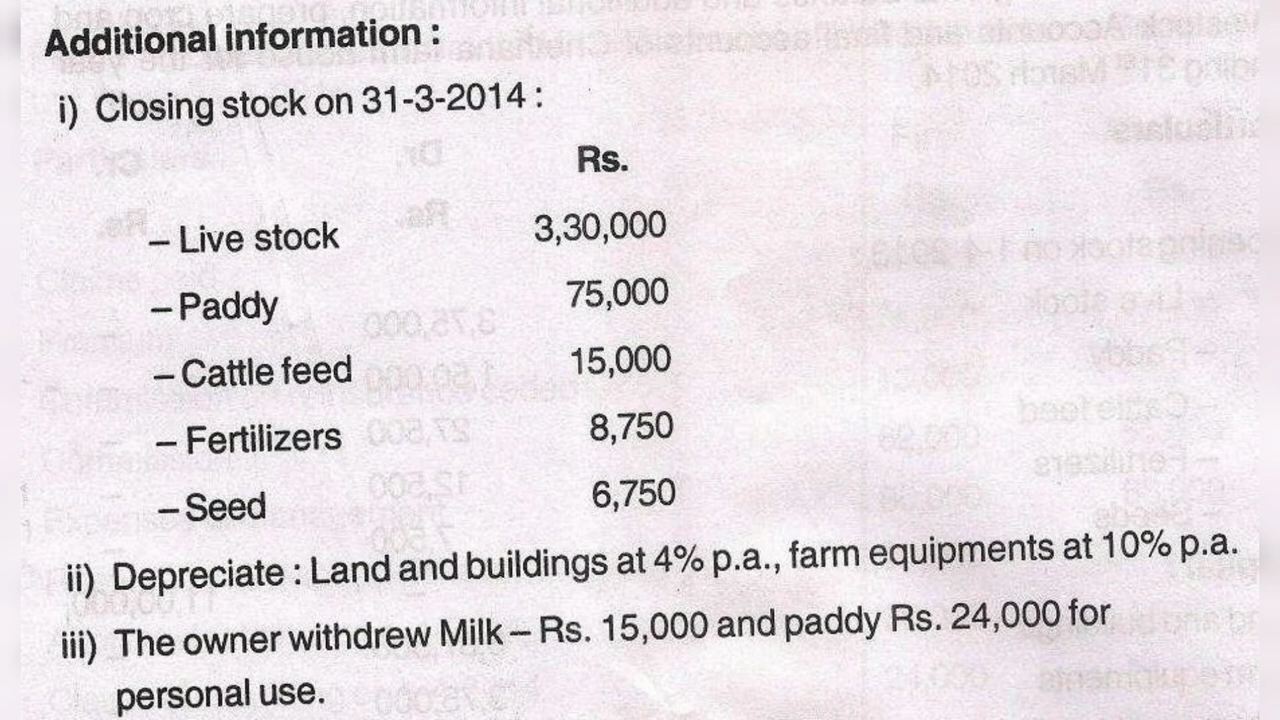 Additional information :
i) Closing stock on 31-3-2014 :
Rs.
– Live stock 3,30,000
– Paddy 75,000
– Cattle feed 15,000
– Fertilizers 8,750
– Seed 6,750
ii) Depreciate : Land and buildings at 4% p.a., farm equipments at 10% p.a.
iii) The owner withdrew Milk – Rs. 15,000 and paddy Rs. 24,000 for
personal use.